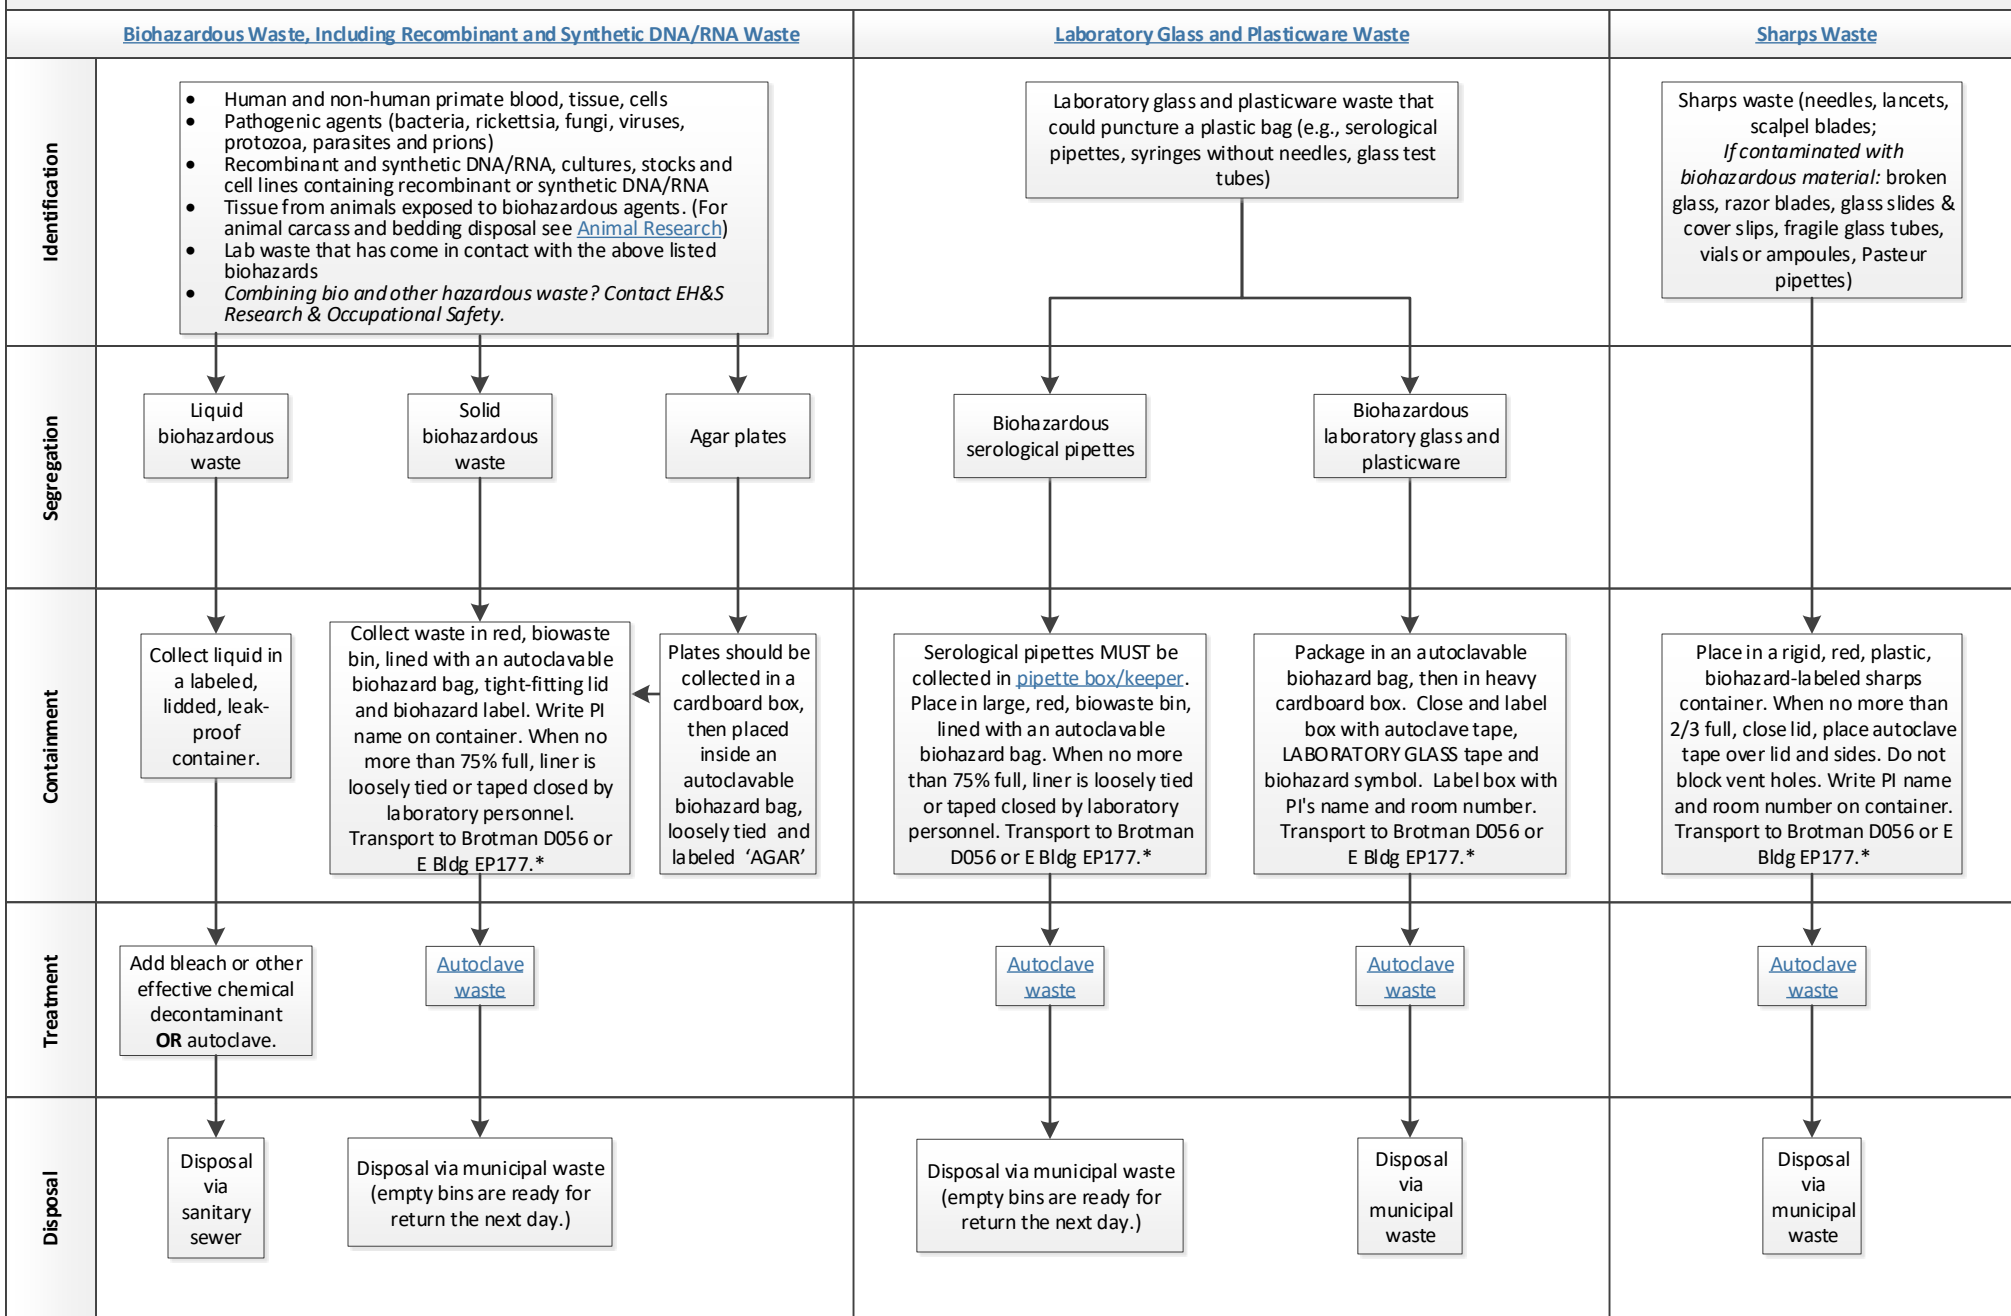 Biohazardous Waste, Including Recombinant and Synthetic DNA/RNA Waste
Laboratory Glass and Plasticware Waste
Sharps Waste
Identification
• Human and non-human primate blood, tissue, cells
• Pathogenic agents (bacteria, rickettsia, fungi, viruses,
protozoa, parasites and prions)
• Recombinant and synthetic DNA/RNA, cultures, stocks and
cell lines containing recombinant or synthetic DNA/RNA
• Tissue from animals exposed to biohazardous agents. (For
animal carcass and bedding disposal see Animal Research)
• Lab waste that has come in contact with the above listed
biohazards
• Combining bio and other hazardous waste? Contact EH&S
Research & Occupational Safety.
Laboratory glass and plasticware waste that
could puncture a plastic bag (e.g., serological
pipettes, syringes without needles, glass test
tubes)
Sharps waste (needles, lancets,
scalpel blades;
If contaminated with
biohazardous material: broken
glass, razor blades, glass slides &
cover slips, fragile glass tubes,
vials or ampoules, Pasteur
pipettes)
Segregation
Liquid
biohazardous
waste
Solid
biohazardous
waste
Agar plates
Biohazardous
serological pipettes
Biohazardous
laboratory glass and
plasticware
Containment
Collect liquid in
a labeled,
lidded, leak-
proof
container.
Collect waste in red, biowaste
bin, lined with an autoclavable
biohazard bag, tight-fitting lid
and biohazard label. Write PI
name on container. When no
more than 75% full, liner is
loosely tied or taped closed by
laboratory personnel.
Transport to Brotman D056 or
E Bldg EP177.*
Plates should be
collected in a
cardboard box,
then placed
inside an
autoclavable
biohazard bag,
loosely tied and
labeled ‘AGAR’
Serological pipettes MUST be
collected in pipette box/keeper.
Place in large, red, biowaste bin,
lined with an autoclavable
biohazard bag. When no more
than 75% full, liner is loosely tied
or taped closed by laboratory
personnel. Transport to Brotman
D056 or E Bldg EP177.*
Package in an autoclavable
biohazard bag, then in heavy
cardboard box. Close and label
box with autoclave tape,
LABORATORY GLASS tape and
biohazard symbol. Label box with
PI's name and room number.
Transport to Brotman D056 or
E Bldg EP177.*
Place in a rigid, red, plastic,
biohazard-labeled sharps
container. When no more than
2/3 full, close lid, place autoclave
tape over lid and sides. Do not
block vent holes. Write PI name
and room number on container.
Transport to Brotman D056 or E
Bldg EP177.*
Treatment
Add bleach or other
effective chemical
decontaminant
OR autoclave.
Autoclave
waste
Autoclave
waste
Autoclave
waste
Autoclave
waste
Disposal
Disposal
via
sanitary
sewer
Disposal via municipal waste
(empty bins are ready for
return the next day.)
Disposal via municipal waste
(empty bins are ready for
return the next day.)
Disposal
via
municipal
waste
Disposal
via
municipal
waste